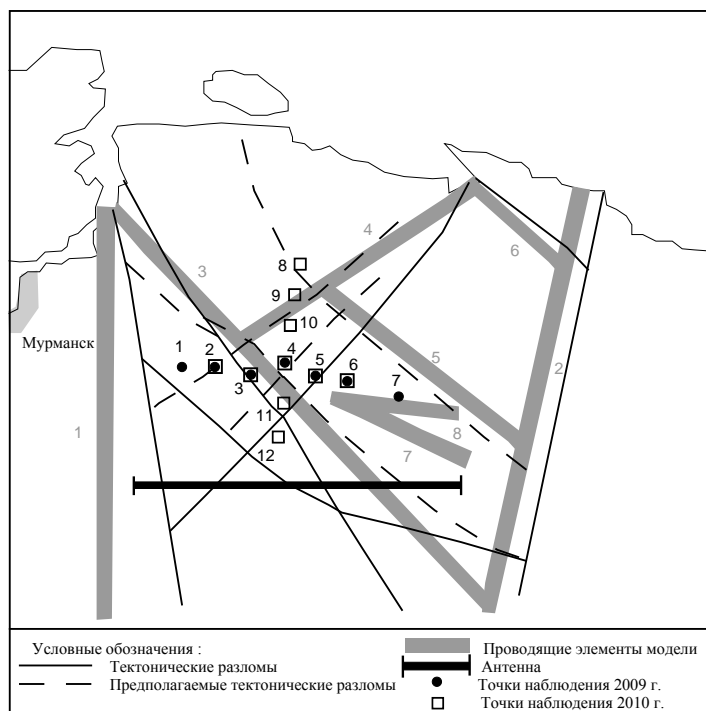 4
6
8
3
9
10
Мурманск
1
2
4
5
5
2
3
6
7
11
8
1
12
7
Условные обозначения :
Тектонические разломы
Предполагаемые тектонические разломы
Проводящие элементы модели
Антенна
Точки наблюдения 2009 г.
Точки наблюдения 2010 г.